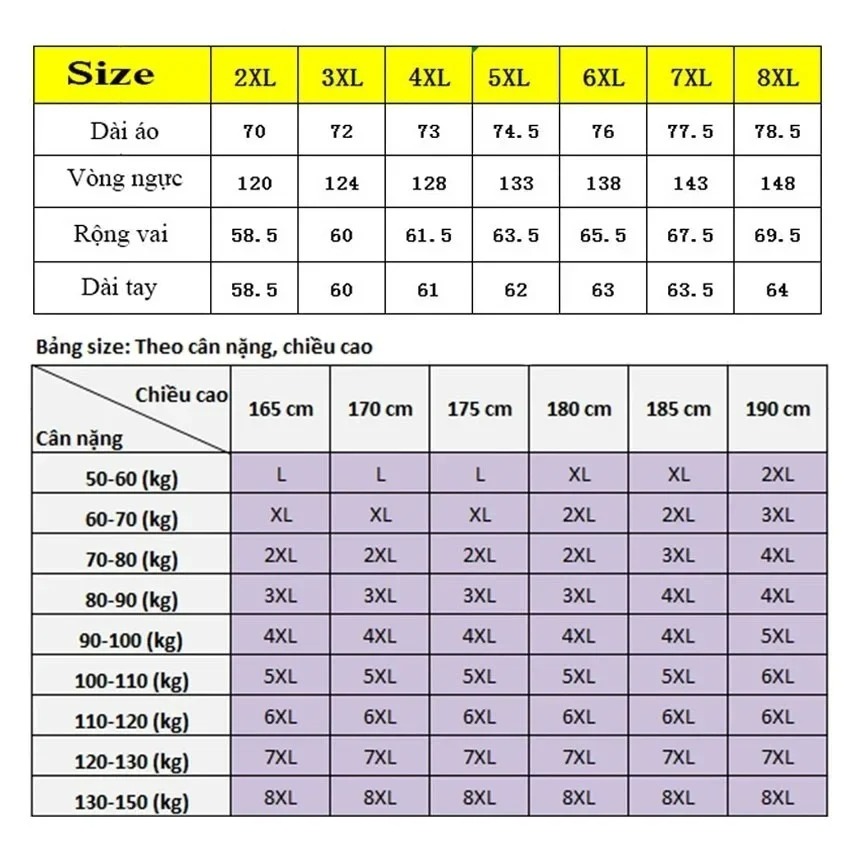 Size 2XL 3XL 4XL 5XL 6XL 7XL 8XL
Dài áo 70 72 73 74.5 76 77.5 78.5
Vòng ngực 120 124 128 133 138 143 148
Rộng vai 58.5 60 61.5 63.5 65.5 67.5 69.5
Dài tay 58.5 60 61 62 63 63.5 64
Bảng size: Theo cân nặng, chiều cao
Chiều cao 165 cm 170 cm 175 cm 180 cm 185 cm 190 cm
Cân nặng
50-60 (kg) L L L XL XL 2XL
60-70 (kg) XL XL XL 2XL 2XL 3XL
70-80 (kg) 2XL 2XL 2XL 2XL 3XL 4XL
80-90 (kg) 3XL 3XL 3XL 3XL 4XL 4XL
90-100 (kg) 4XL 4XL 4XL 4XL 4XL 5XL
100-110 (kg) 5XL 5XL 5XL 5XL 5XL 6XL
110-120 (kg) 6XL 6XL 6XL 6XL 6XL 6XL
120-130 (kg) 7XL 7XL 7XL 7XL 7XL 7XL
130-150 (kg) 8XL 8XL 8XL 8XL 8XL 8XL